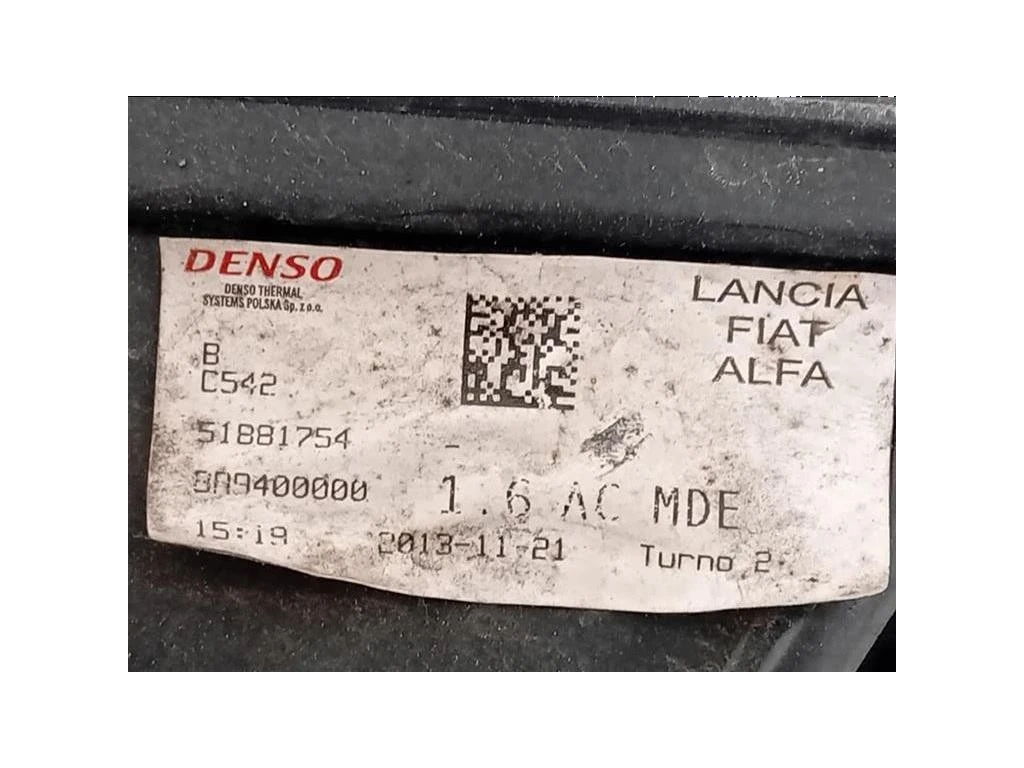 DENSO
DENSO THERMAL
SYSTEMS POLSKA Sp. z o.o.
LANCIA
FIAT
ALFA
B
C542
51881754 -
8A9400000
1.6 AC MDE
15:19
2013-11-21
Turno 2